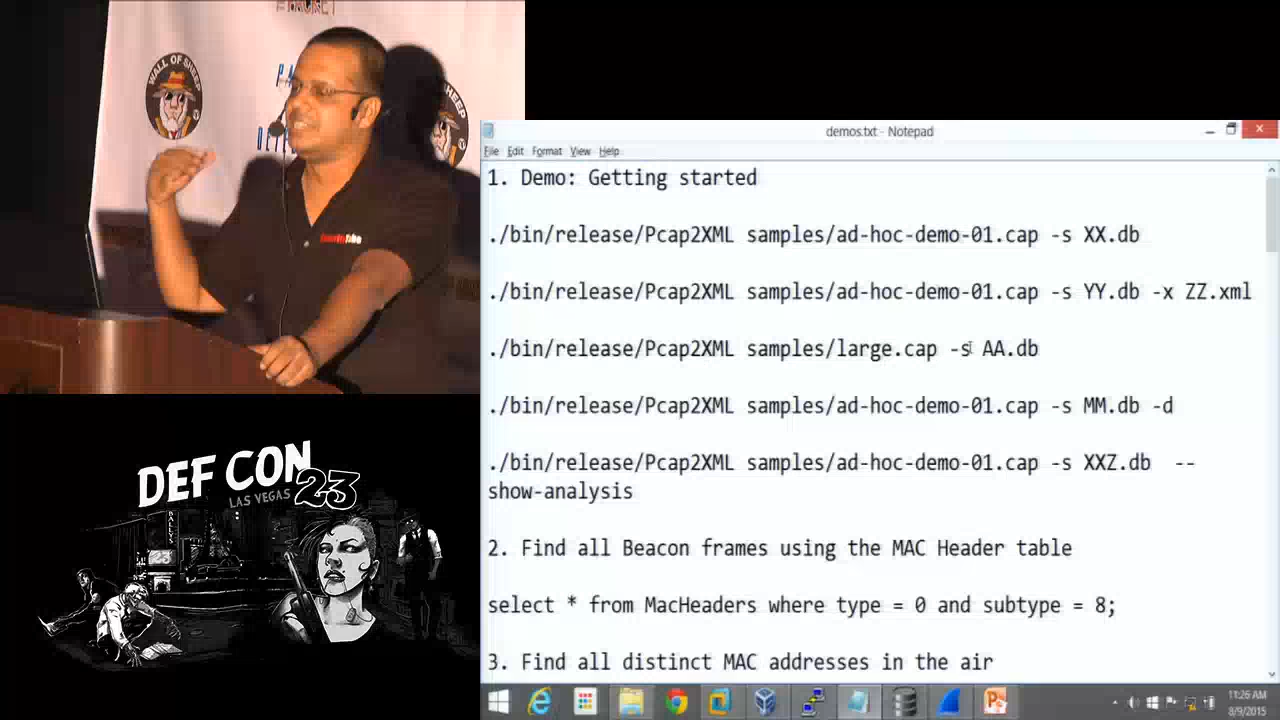 WALL OF SHEEP
demos.txt - Notepad
File Edit Format View Help
1. Demo: Getting started
./bin/release/Pcap2XML samples/ad-hoc-demo-01.cap -s XX.db
./bin/release/Pcap2XML samples/ad-hoc-demo-01.cap -s YY.db -x ZZ.xml
./bin/release/Pcap2XML samples/large.cap -s AA.db
./bin/release/Pcap2XML samples/ad-hoc-demo-01.cap -s MM.db -d
./bin/release/Pcap2XML samples/ad-hoc-demo-01.cap -s XXZ.db --
show-analysis
2. Find all Beacon frames using the MAC Header table
select * from MacHeaders where type = 0 and subtype = 8;
3. Find all distinct MAC addresses in the air
11:26 AM
8/9/2015
DEF CON
LAS VEGAS 23
BALLYS